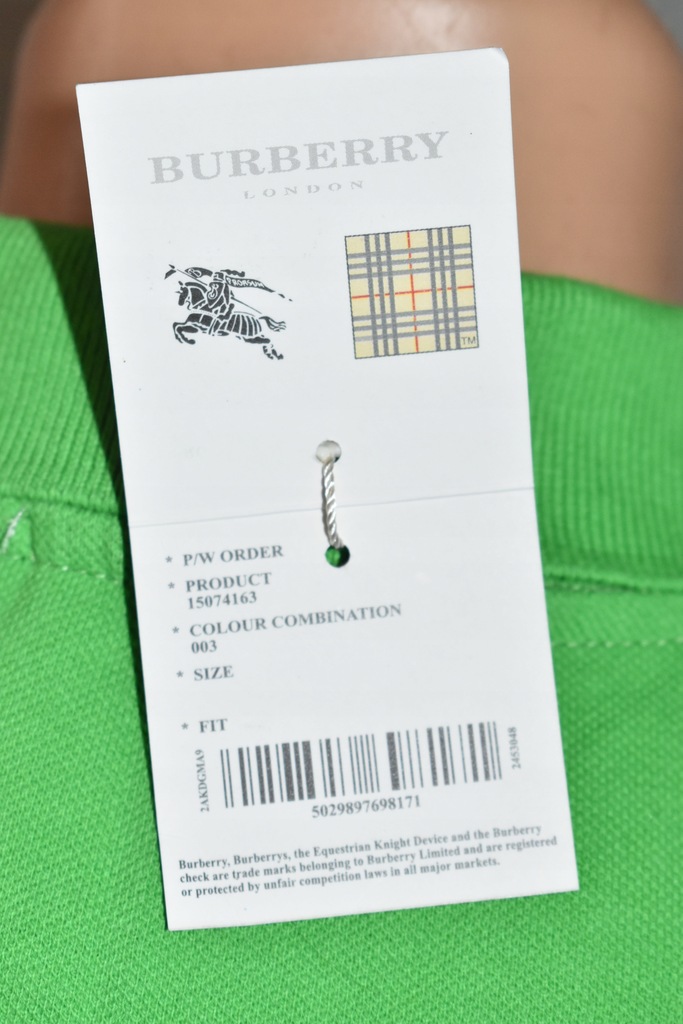 BURBERRY
LONDON
PRORSUM
TM
* P/W ORDER
* PRODUCT
15074163
* COLOUR COMBINATION
003
* SIZE
* FIT
2AKDGMA9
2453048
5029897698171
Burberry, Burberrys, the Equestrian Knight Device and the Burberry
check are trade marks belonging to Burberry Limited and are registered
or protected by unfair competition laws in all major markets.